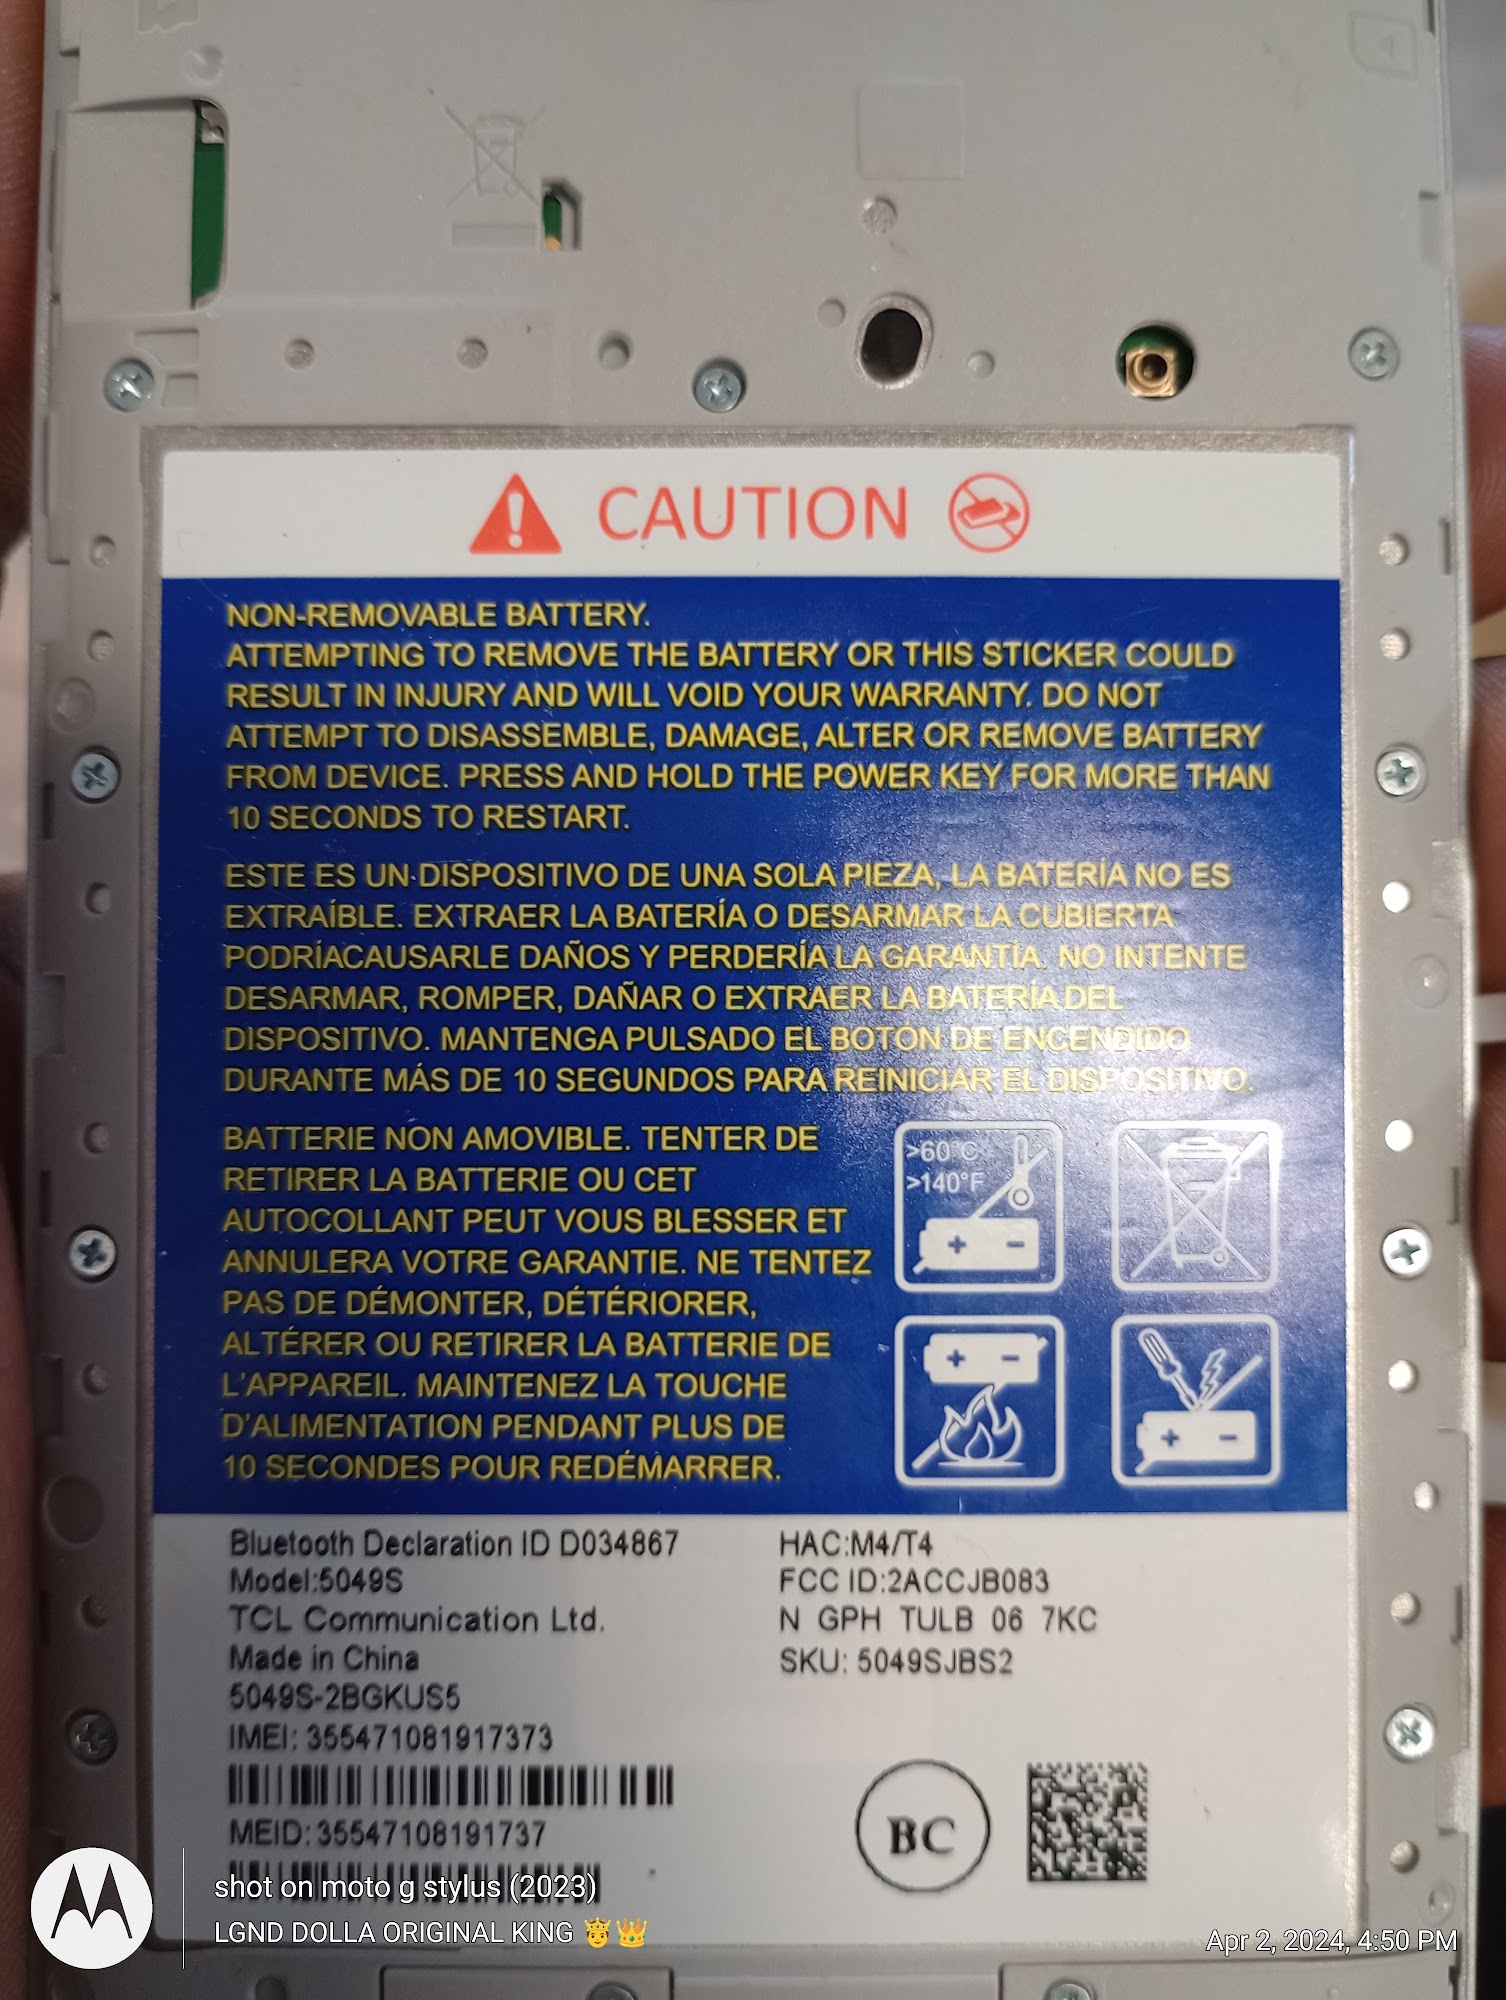 CAUTION
NON-REMOVABLE BATTERY.
ATTEMPTING TO REMOVE THE BATTERY OR THIS STICKER COULD
RESULT IN INJURY AND WILL VOID YOUR WARRANTY. DO NOT
ATTEMPT TO DISASSEMBLE, DAMAGE, ALTER OR REMOVE BATTERY
FROM DEVICE. PRESS AND HOLD THE POWER KEY FOR MORE THAN
10 SECONDS TO RESTART.
ESTE ES UN DISPOSITIVO DE UNA SOLA PIEZA, LA BATERÍA NO ES
EXTRAÍBLE. EXTRAER LA BATERÍA O DESARMAR LA CUBIERTA
PODRÍACAUSARLE DAÑOS Y PERDERÍA LA GARANTÍA. NO INTENTE
DESARMAR, ROMPER, DAÑAR O EXTRAER LA BATERÍA DEL
DISPOSITIVO. MANTENGA PULSADO EL BOTÓN DE ENCENDIDO
DURANTE MÁS DE 10 SEGUNDOS PARA REINICIAR EL DISPOSITIVO.
BATTERIE NON AMOVIBLE. TENTER DE
RETIRER LA BATTERIE OU CET
AUTOCOLLANT PEUT VOUS BLESSER ET
ANNULERA VOTRE GARANTIE. NE TENTEZ
PAS DE DÉMONTER, DÉTÉRIORER,
ALTÉRER OU RETIRER LA BATTERIE DE
L'APPAREIL. MAINTENEZ LA TOUCHE
D'ALIMENTATION PENDANT PLUS DE
10 SECONDES POUR REDÉMARRER.
>60°C
>140°F
+ -
+ -
+ -
Bluetooth Declaration ID D034867
Model:5049S
TCL Communication Ltd.
Made in China
5049S-2BGKUS5
IMEI: 355471081917373
MEID:35547108191737
HAC:M4/T4
FCC ID:2ACCJB083
N GPH TULB 06 7KC
SKU: 5049SJBS2
BC
shot on moto g stylus (2023)
LGND DOLLA ORIGINAL KING 🤴👑
Apr 2, 2024, 4:50 PM